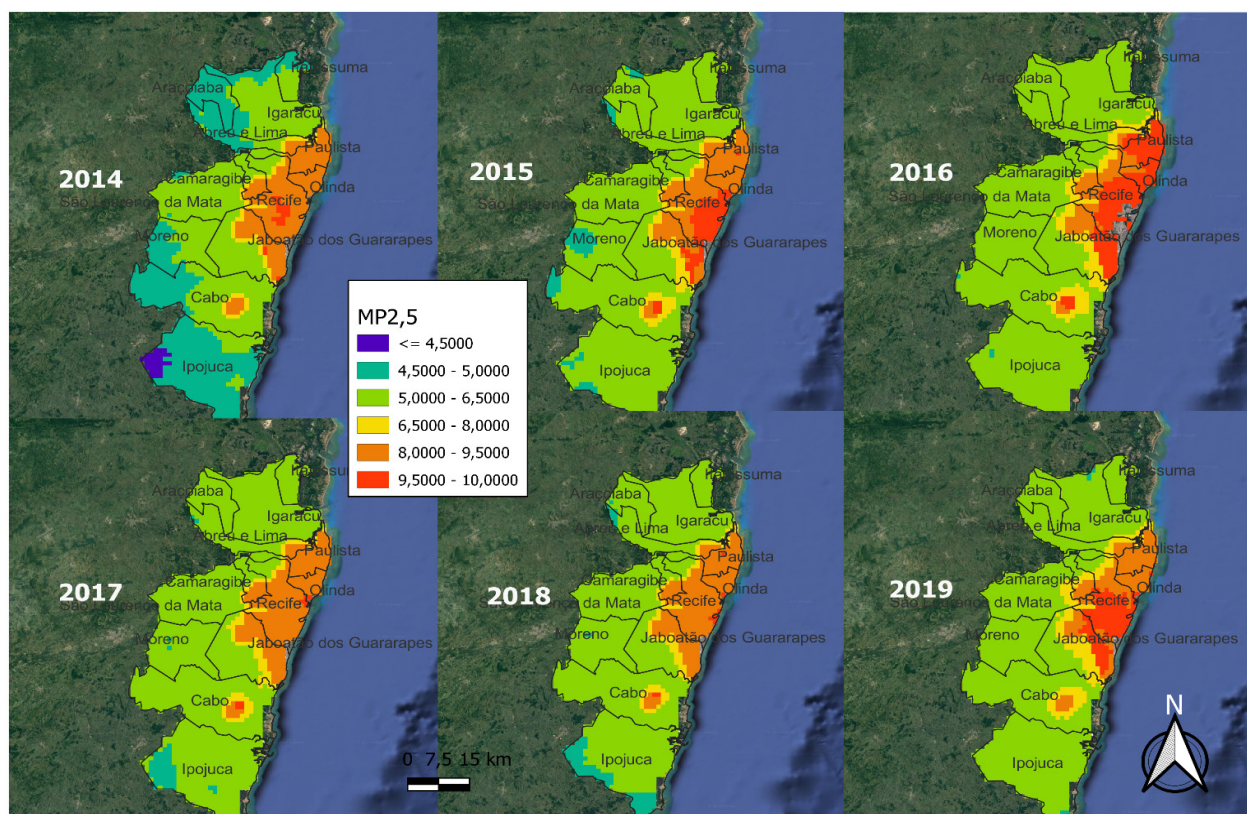 Itapissuma
Araçoiaba
Igaracu
Abreu e Lima
Paulista
2014
Camaragibe
Olinda
São Lourenço da Mata
Recife
Moreno
Jaboatão dos Guararapes
Cabo
Ipojuca
Itapissuma
Araçoiaba
Igaracu
Abreu e Lima
Paulista
2015
Camaragibe
Olinda
São Lourenço da Mata
Recife
Moreno
Jaboatão dos Guararapes
Cabo
Ipojuca
Itapissuma
Araçoiaba
Igaracu
Abreu e Lima
Paulista
2016
Camaragibe
Olinda
São Lourenço da Mata
Recife
Moreno
Jaboatão dos Guararapes
Cabo
Ipojuca
MP2,5
<= 4,5000
4,5000 - 5,0000
5,0000 - 6,5000
6,5000 - 8,0000
8,0000 - 9,5000
9,5000 - 10,0000
Itapissuma
Araçoiaba
Igaracu
Abreu e Lima
Paulista
2017
Camaragibe
Olinda
São Lourenço da Mata
Recife
Moreno
Jaboatão dos Guararapes
Cabo
Ipojuca
Itapissuma
Araçoiaba
Igaracu
Abreu e Lima
Paulista
2018
Camaragibe
Olinda
São Lourenço da Mata
Recife
Moreno
Jaboatão dos Guararapes
Cabo
Ipojuca
Itapissuma
Araçoiaba
Igaracu
Abreu e Lima
Paulista
2019
Camaragibe
Olinda
São Lourenço da Mata
Recife
Moreno
Jaboatão dos Guararapes
Cabo
Ipojuca
0 7,5 15 km
N